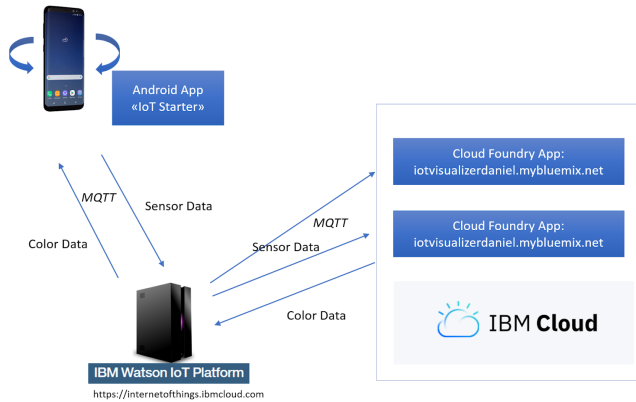 Android App
«IoT Starter»
MQTT
Sensor Data
Color Data
Cloud Foundry App:
iotvisualizerdaniel.mybluemix.net
MQTT
Sensor Data
Cloud Foundry App:
iotvisualizerdaniel.mybluemix.net
Color Data
IBM Cloud
IBM Watson IoT Platform
https://internetofthings.ibmcloud.com